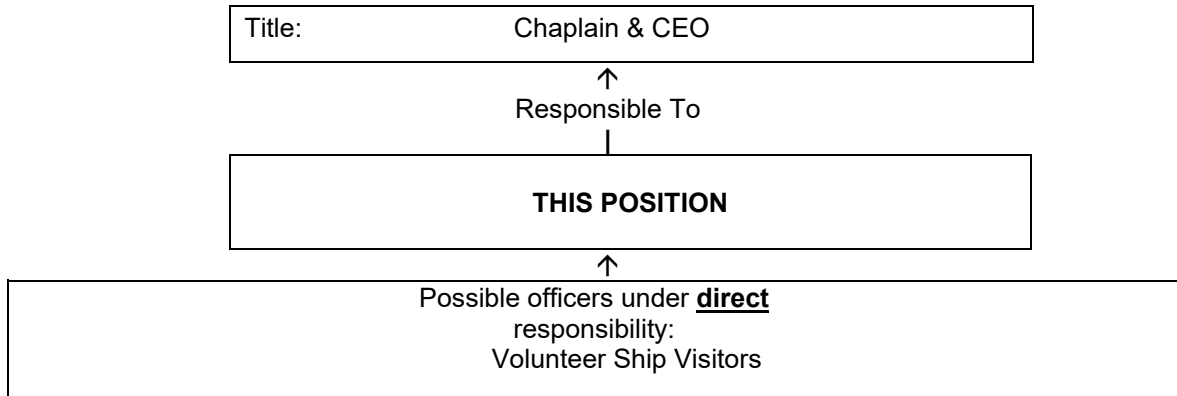 Title: Chaplain & CEO
↑
Responsible To
THIS POSITION
↑
Possible officers under direct
responsibility:
Volunteer Ship Visitors